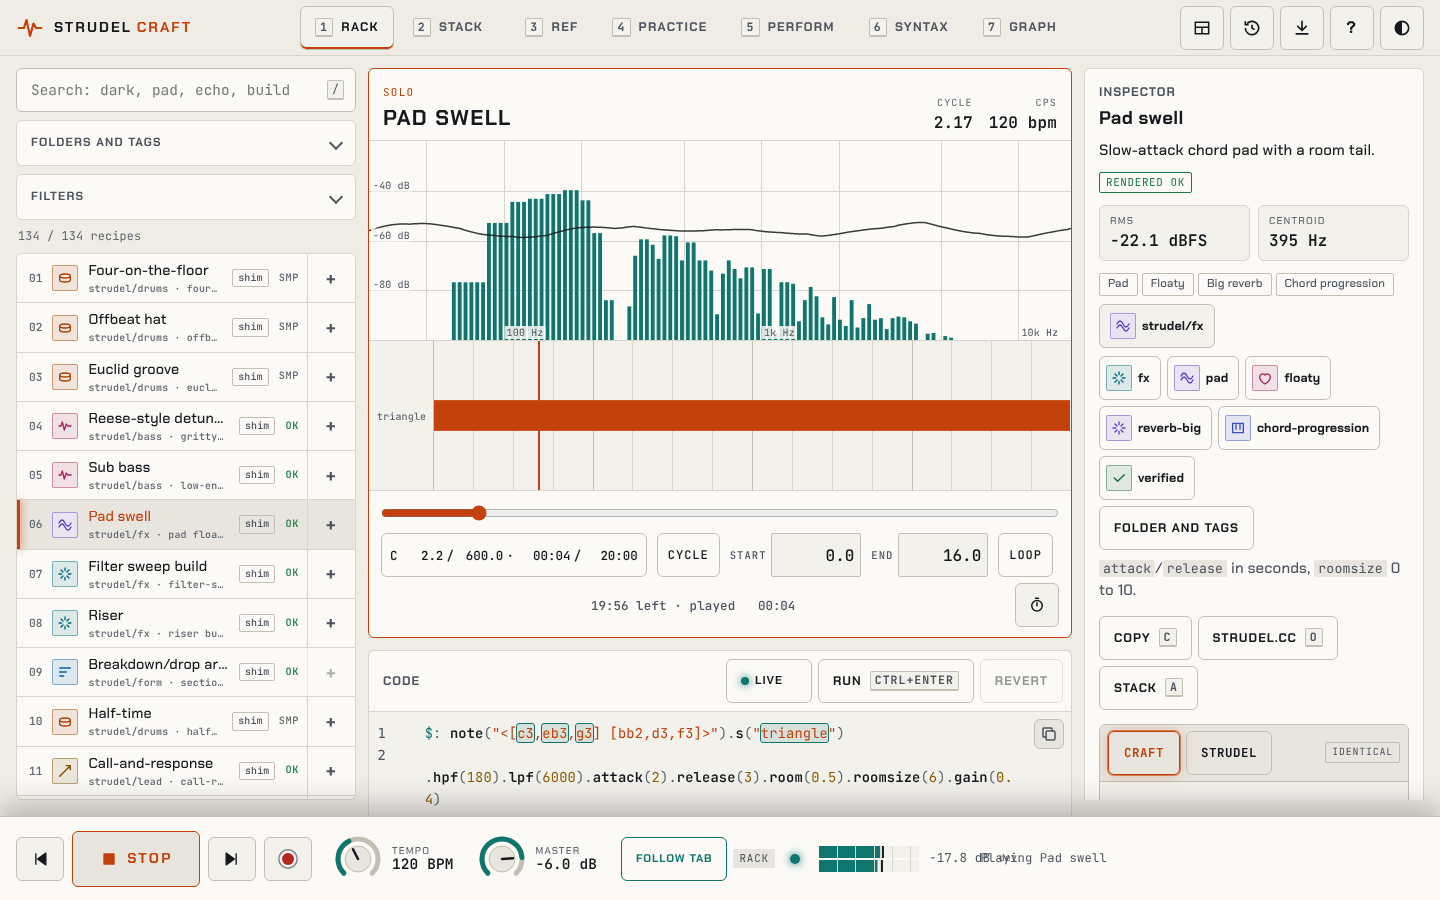 STRUDEL CRAFT
1 RACK
2 STACK
3 REF
4 PRACTICE
5 PERFORM
6 SYNTAX
7 GRAPH
?
Search: dark, pad, echo, build /
FOLDERS AND TAGS
FILTERS
134 / 134 recipes
01 Four-on-the-floor shim SMP +
strudel/drums · four…
02 Offbeat hat shim SMP +
strudel/drums · offb…
03 Euclid groove shim SMP +
strudel/drums · eucl…
04 Reese-style detun… shim OK +
strudel/bass · gritty…
05 Sub bass shim OK +
strudel/bass · low-en…
06 Pad swell shim OK +
strudel/fx · pad floa…
07 Filter sweep build shim OK +
strudel/fx · filter-s…
08 Riser shim OK +
strudel/fx · riser bu…
09 Breakdown/drop ar… shim OK +
strudel/form · sectio…
10 Half-time shim SMP +
strudel/drums · half…
11 Call-and-response shim OK +
strudel/lead · call-r…
SOLO
PAD SWELL
CYCLE CPS
2.17 120 bpm
-40 dB
-60 dB
-80 dB
100 Hz 1k Hz 10k Hz
triangle
C 2.2 / 600.0 · 00:04 / 20:00 CYCLE START 0.0 END 16.0 LOOP
19:56 left · played 00:04
CODE LIVE RUN CTRL+ENTER REVERT
1 $: note("<[c3,eb3,g3] [bb2,d3,f3]>").s("triangle")
2
.hpf(180).lpf(6000).attack(2).release(3).room(0.5).roomsize(6).gain(0.
4)
INSPECTOR
Pad swell
Slow-attack chord pad with a room tail.
RENDERED OK
RMS
-22.1 dBFS
CENTROID
395 Hz
Pad Floaty Big reverb Chord progression
strudel/fx
fx pad floaty
reverb-big chord-progression
verified
FOLDER AND TAGS
attack/release in seconds, roomsize 0
to 10.
COPY C STRUDEL.CC O
STACK A
CRAFT STRUDEL IDENTICAL
STOP
TEMPO
120 BPM
MASTER
-6.0 dB
FOLLOW TAB RACK
-17.8 Playing Pad swell